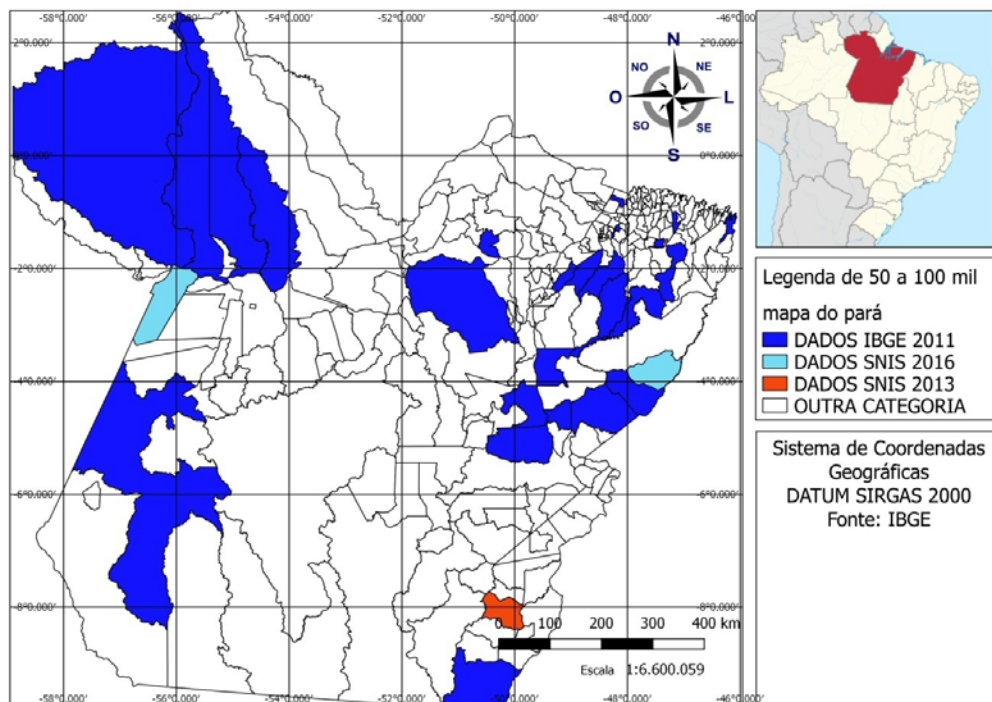 -58°0.000' -56°0.000' -54°0.000' -52°0.000' -50°0.000' -48°0.000' -46°0.000'
2°0.000' 2°0.000'
0°0.000' 0°0.000'
-2°0.000' -2°0.000'
-4°0.000' -4°0.000'
-6°0.000' -6°0.000'
-8°0.000' -8°0.000'
-58°0.000' -56°0.000' -54°0.000' -52°0.000' -50°0.000' -48°0.000' -46°0.000'
N
NO NE
O L
SO SE
S
0 100 200 300 400 km
Escala 1:6.600.059
Legenda de 50 a 100 mil
mapa do pará
DADOS IBGE 2011
DADOS SNIS 2016
DADOS SNIS 2013
OUTRA CATEGORIA
Sistema de Coordenadas
Geográficas
DATUM SIRGAS 2000
Fonte: IBGE